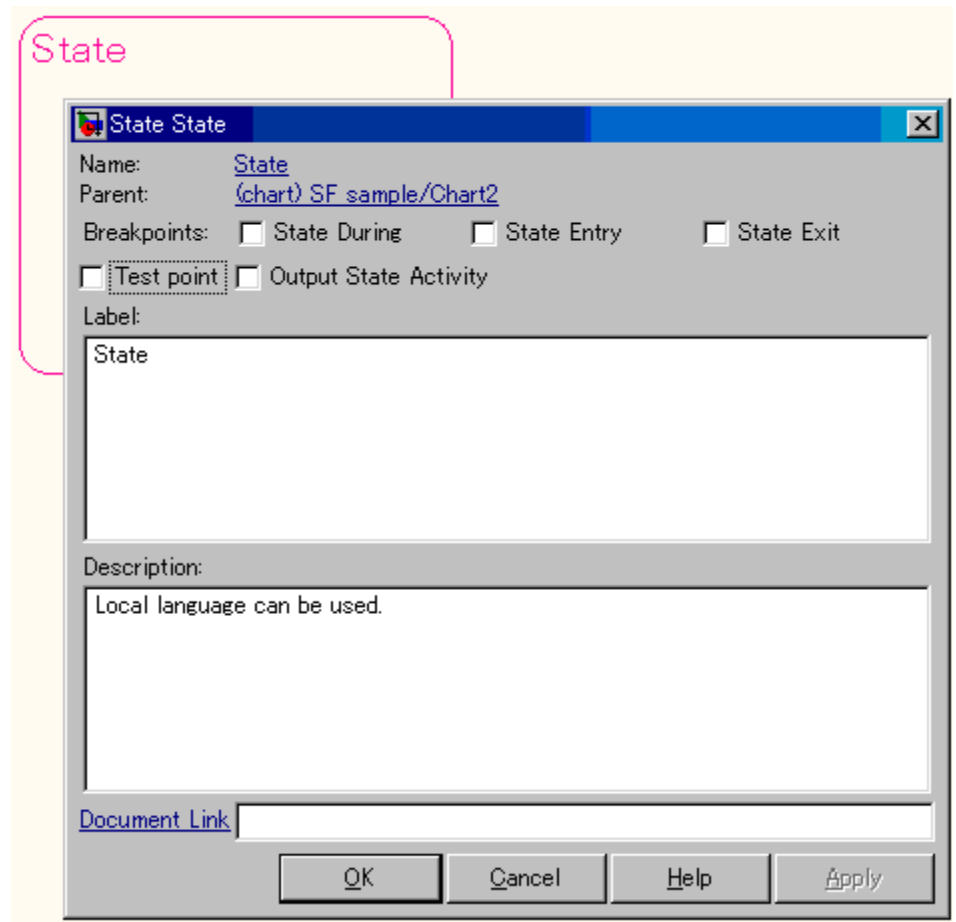 State
State State
Name: State
Parent: (chart) SF sample/Chart2
Breakpoints: State During State Entry State Exit
Test point Output State Activity
Label:
State
Description:
Local language can be used.
Document Link
OK Cancel Help Apply